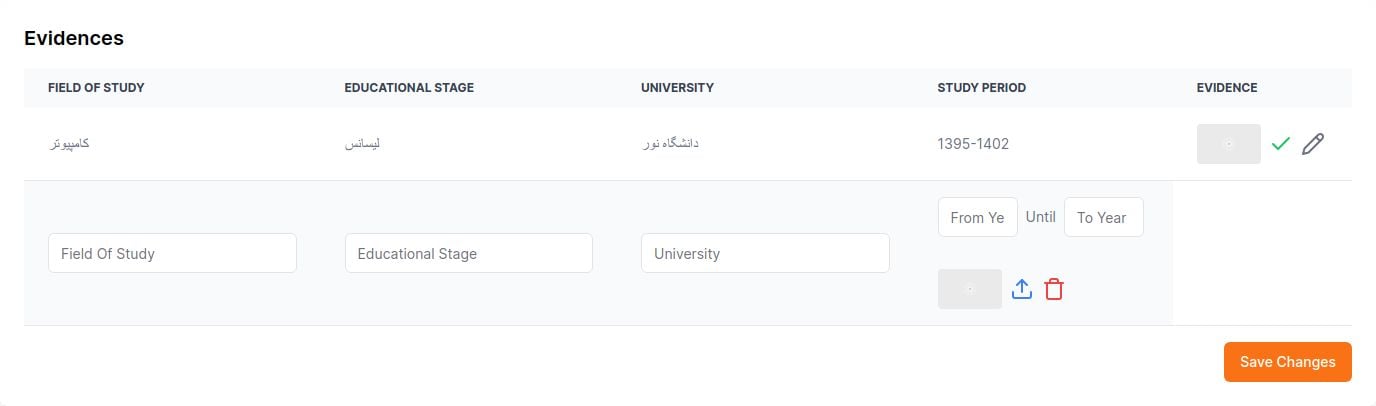 Evidences
FIELD OF STUDY EDUCATIONAL STAGE UNIVERSITY STUDY PERIOD EVIDENCE
کامپیوتر لیسانس دانشگاه نور 1395-1402
From Ye Until To Year
Field Of Study Educational Stage University
Save Changes